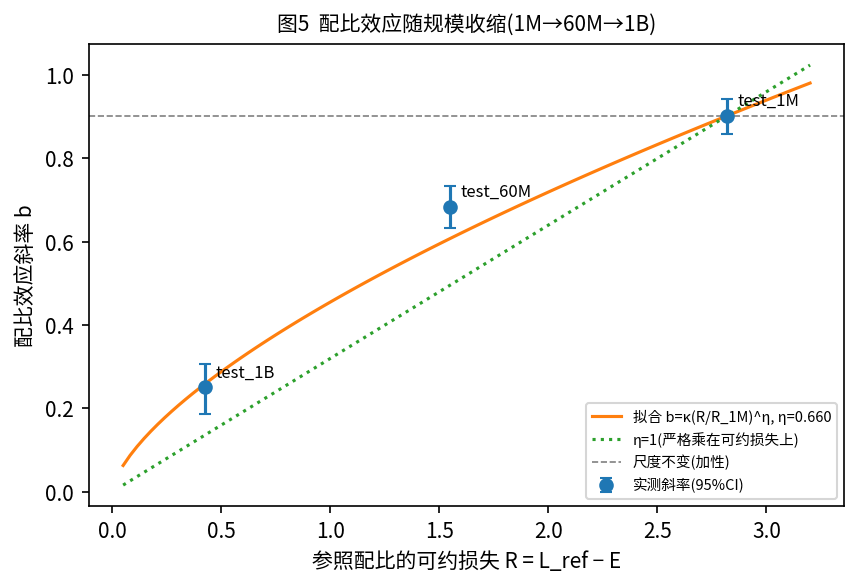 图5 配比效应随规模收缩(1M→60M→1B)
配比效应斜率 b
1.0
0.8
0.6
0.4
0.2
0.0
test_1M
test_60M
test_1B
拟合 b=κ(R/R_1M)^η, η=0.660
η=1(严格乘在可约损失上)
尺度不变(加性)
实测斜率(95%CI)
0.0 0.5 1.0 1.5 2.0 2.5 3.0
参照配比的可约损失 R = L_ref − E